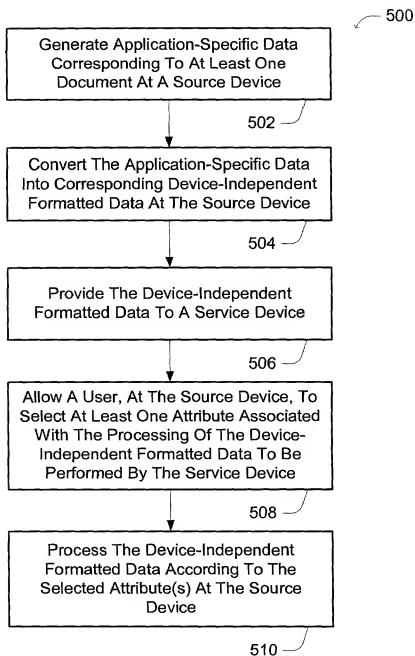 500
Generate Application-Specific Data
Corresponding To At Least One
Document At A Source Device
502
Convert The Application-Specific Data
Into Corresponding Device-Independent
Formatted Data At The Source Device
504
Provide The Device-Independent
Formatted Data To A Service Device
506
Allow A User, At The Source Device, To
Select At Least One Attribute Associated
With The Processing Of The Device-
Independent Formatted Data To Be
Performed By The Service Device
508
Process The Device-Independent
Formatted Data According To The
Selected Attribute(s) At The Source
Device
510